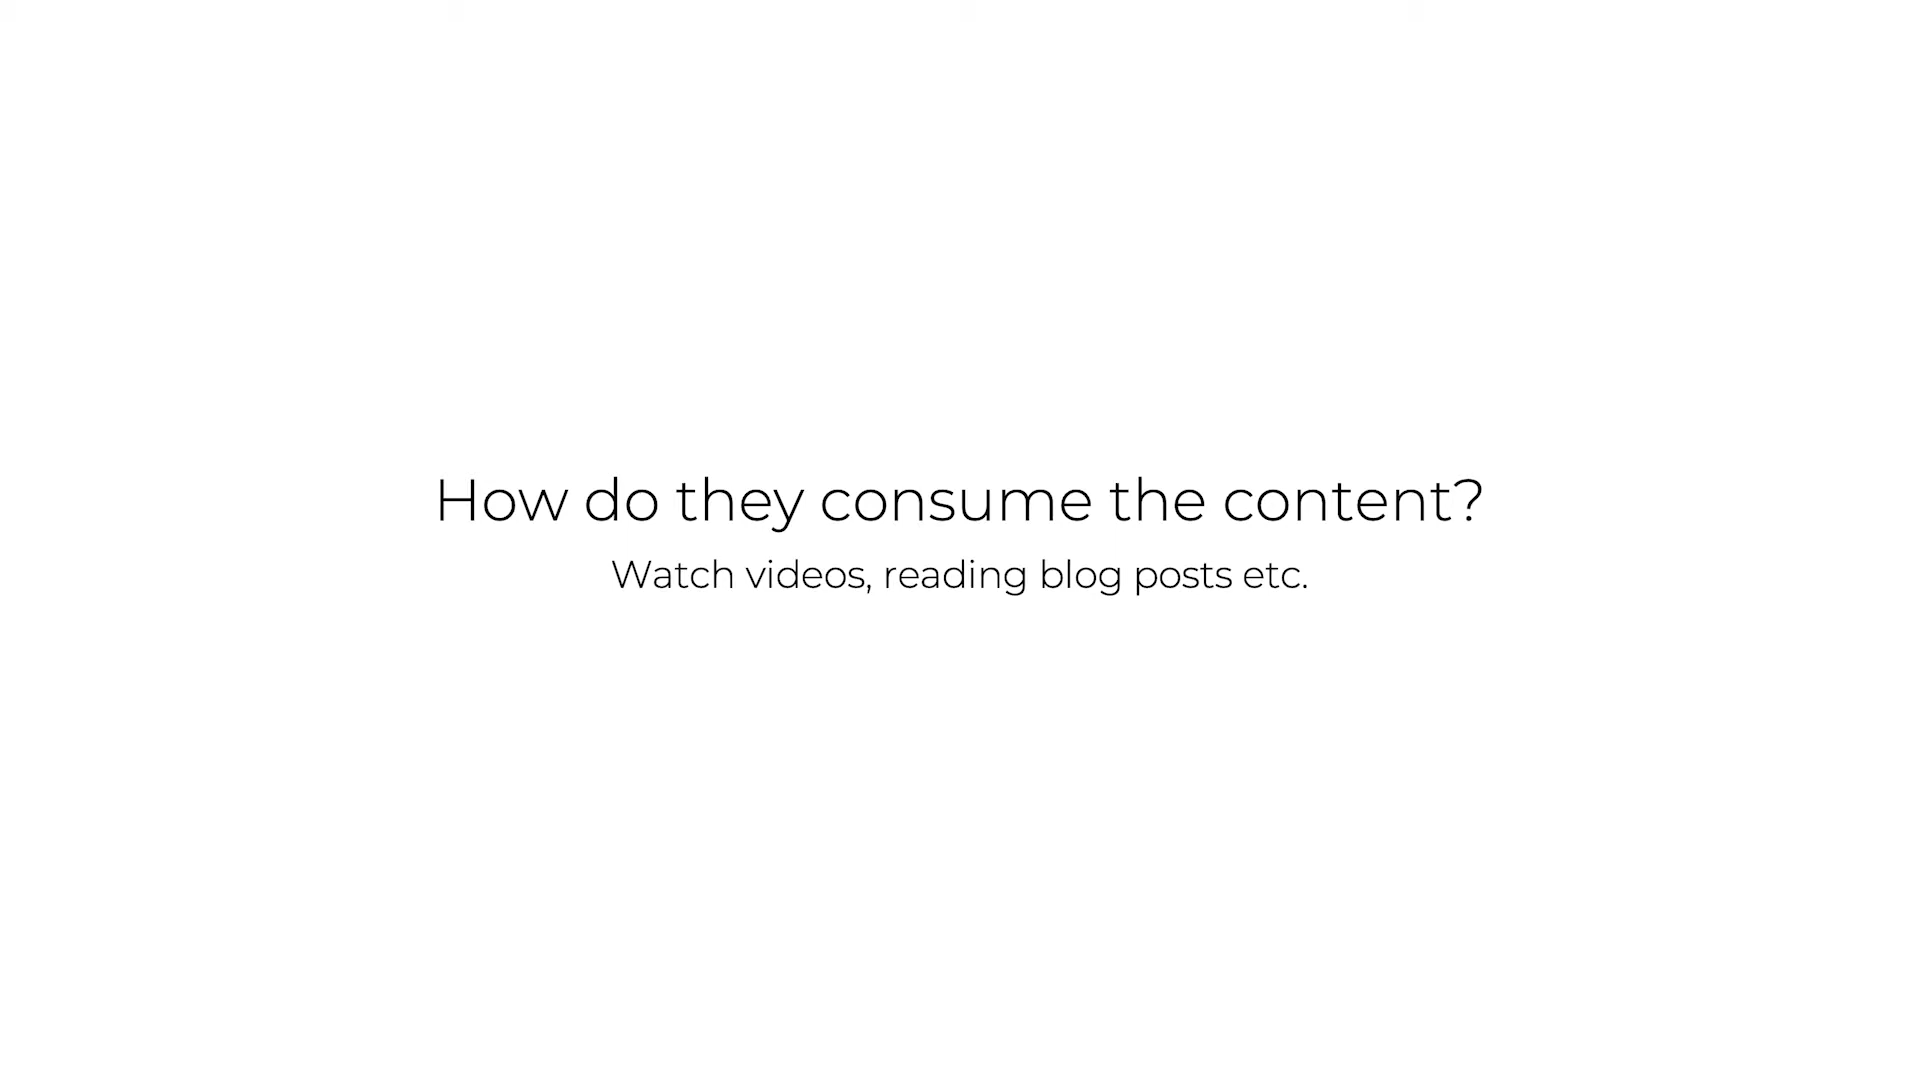 How do they consume the content?
Watch videos, reading blog posts etc.